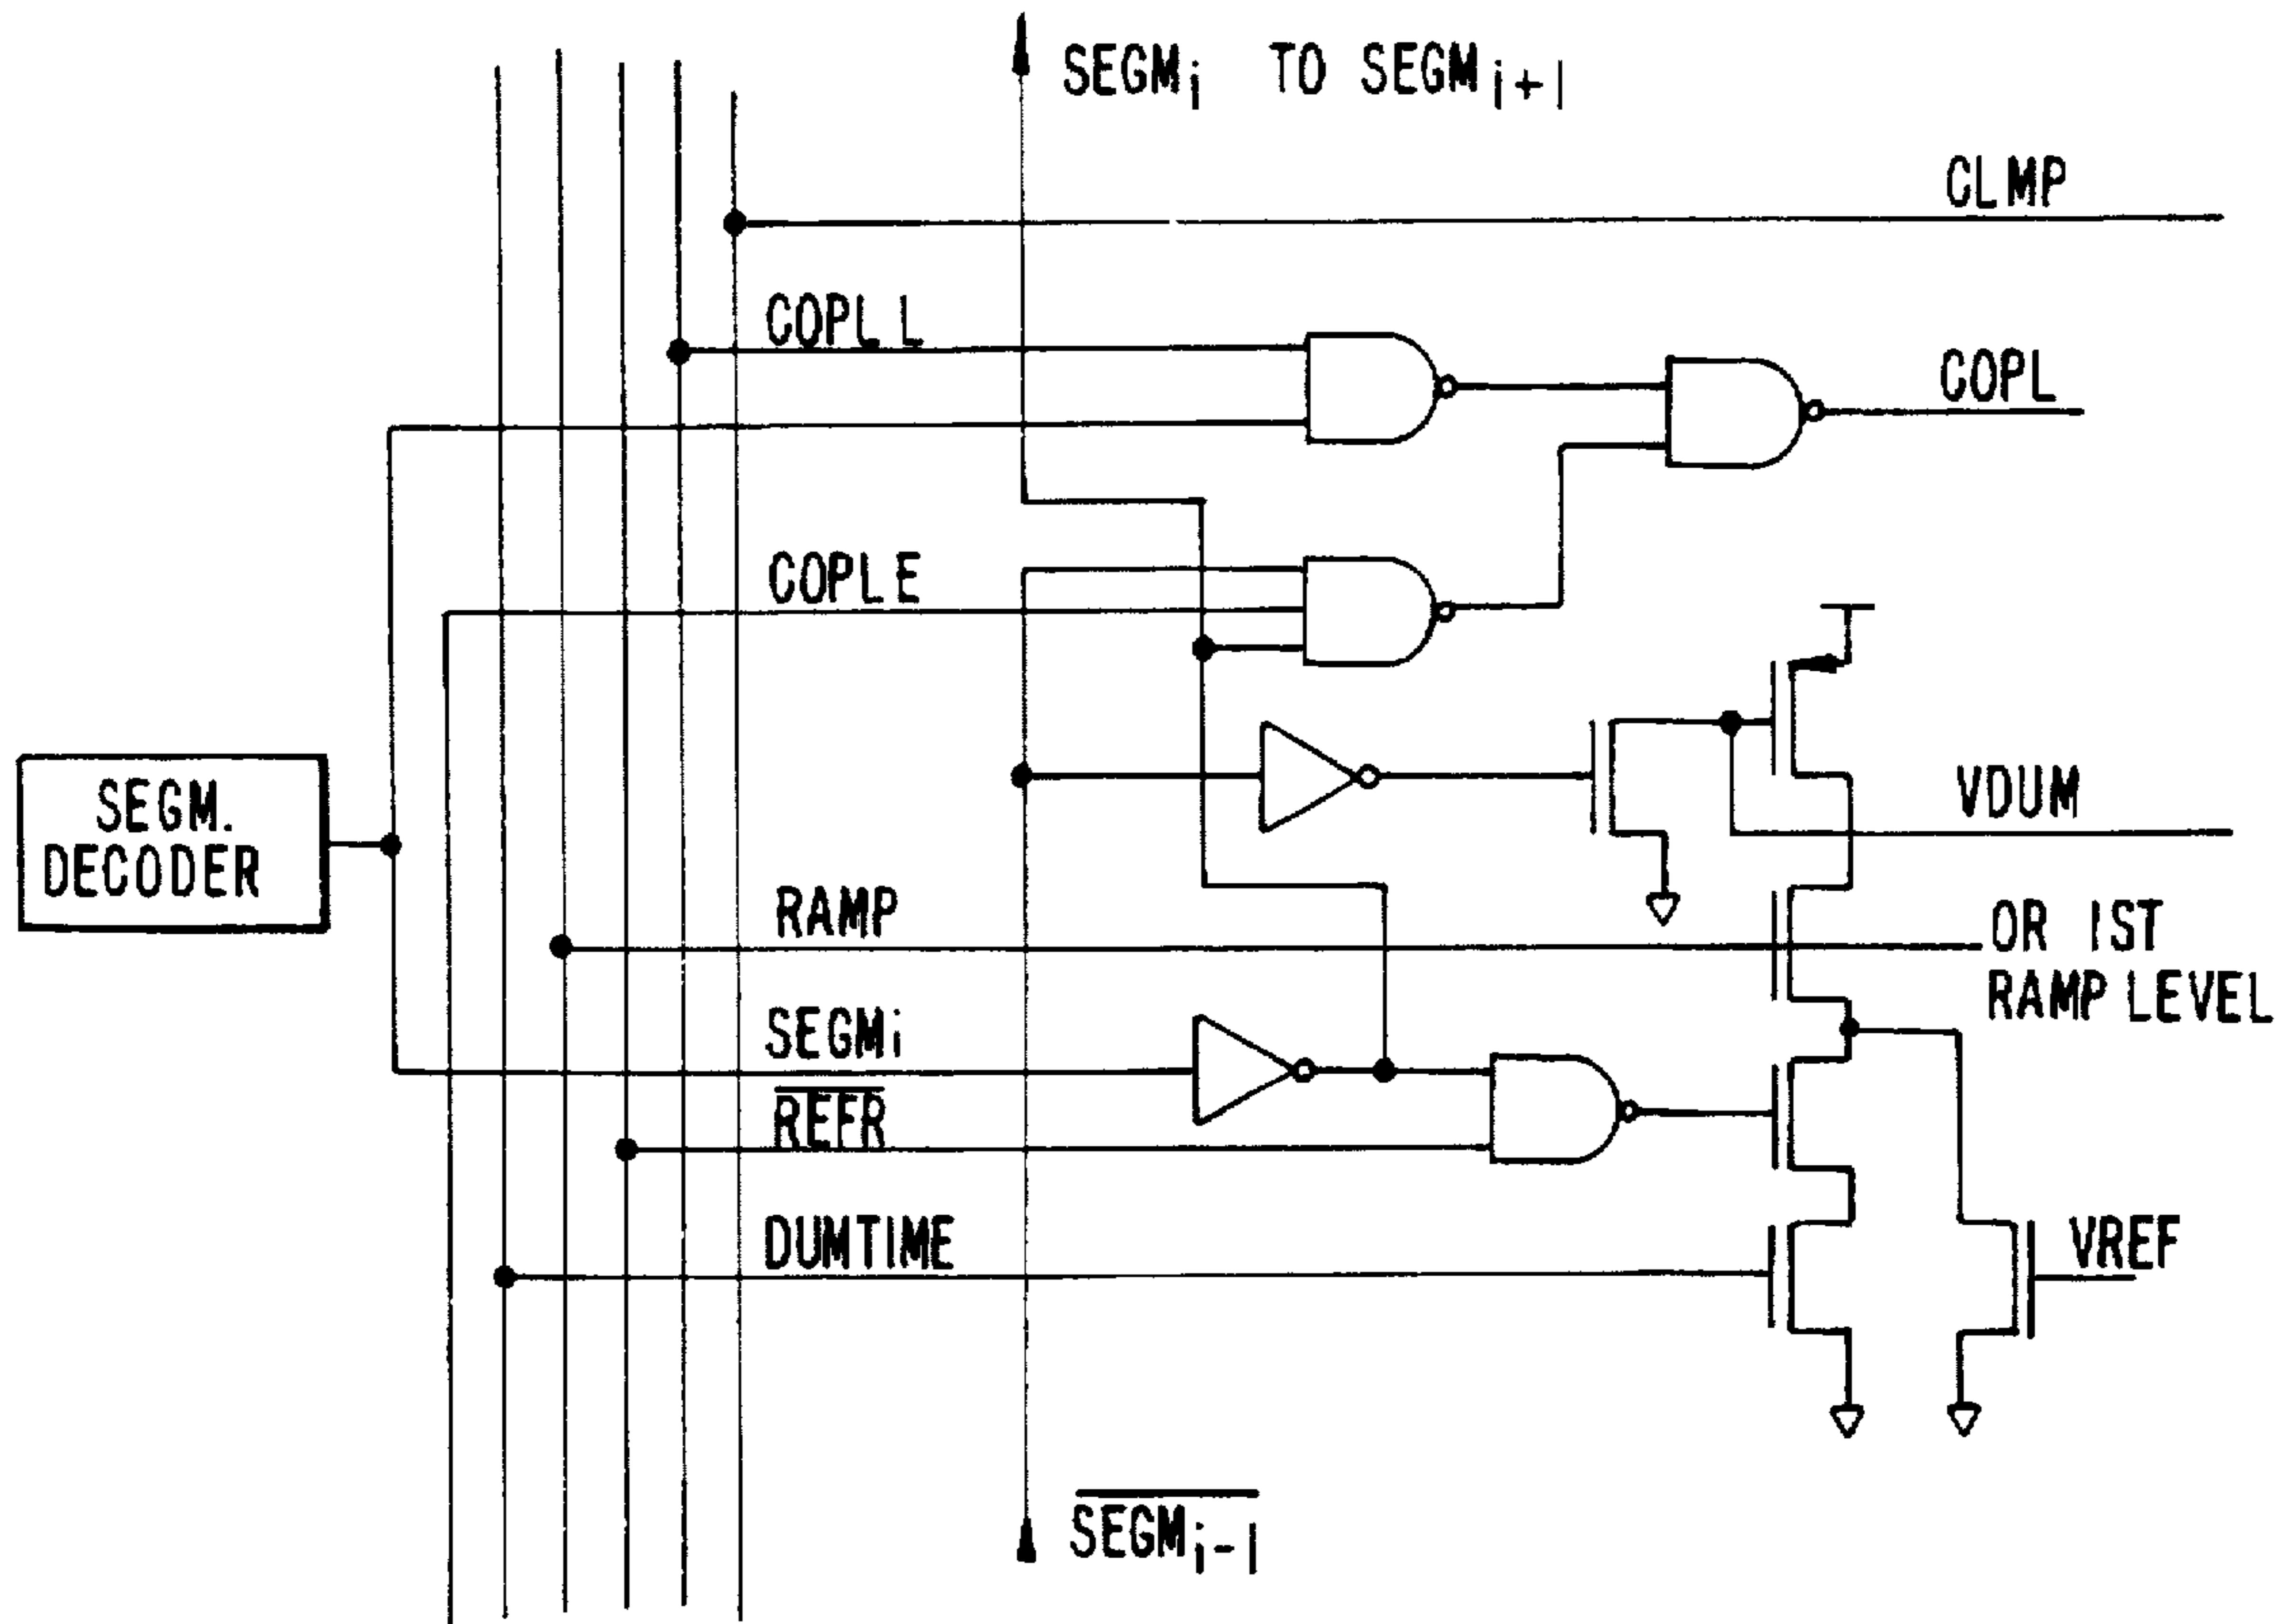 SEGMi TO SEGMi+1
CLMP
COPLL
COPL
COPLE
SEGM.
DECODER
VDUM
RAMP
OR 1ST
RAMP LEVEL
SEGMi
REFR
DUMTIME
VREF
SEGMi-1